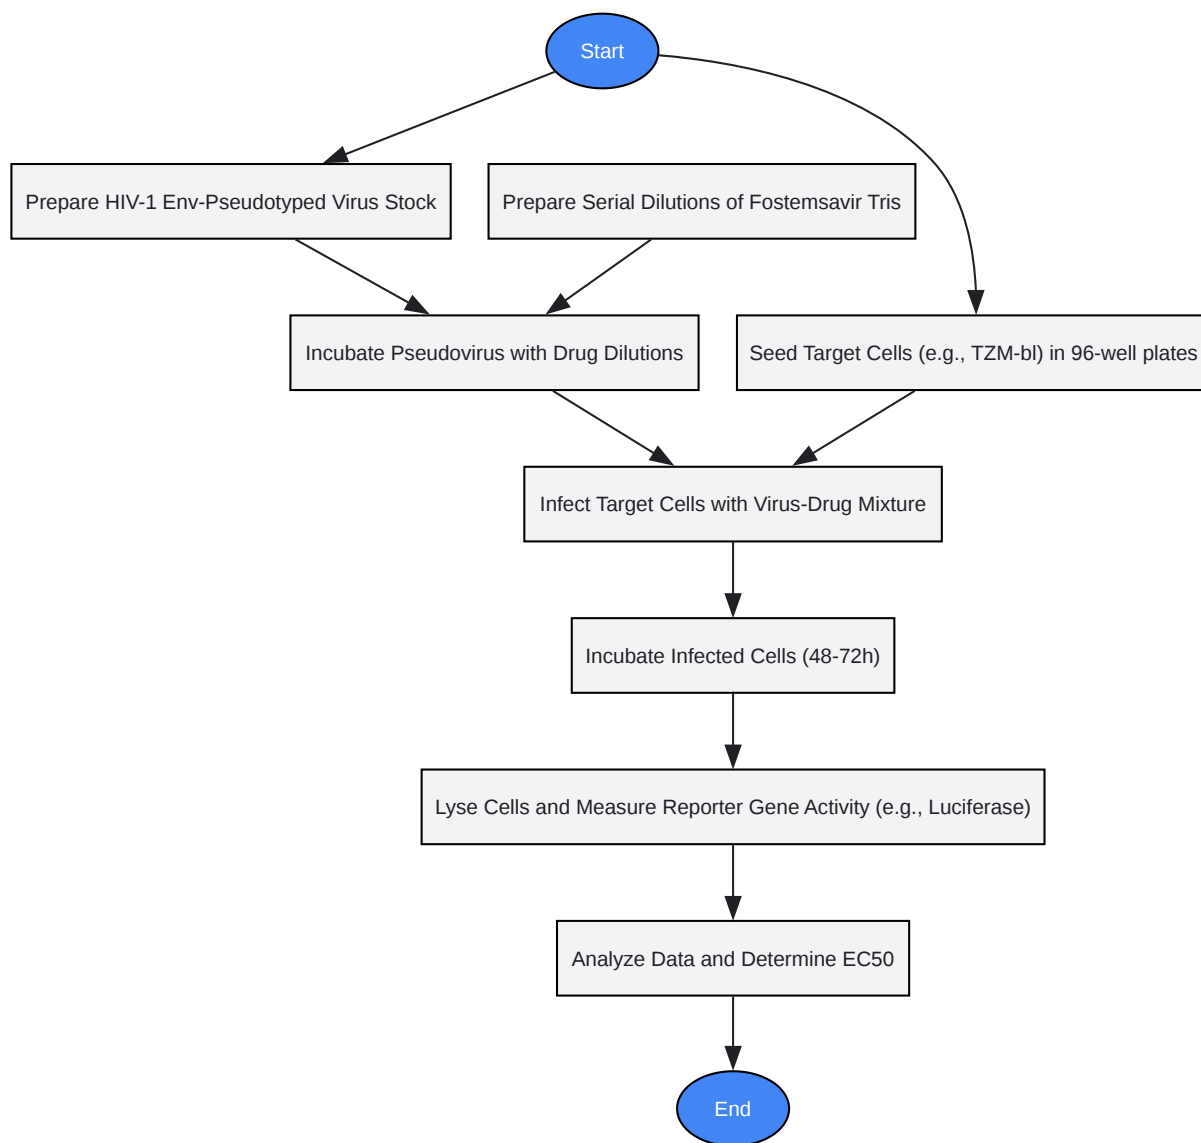 Start
Prepare HIV-1 Env-Pseudotyped Virus Stock
Prepare Serial Dilutions of Fostemsavir Tris
Incubate Pseudovirus with Drug Dilutions
Seed Target Cells (e.g., TZM-bl) in 96-well plates
Infect Target Cells with Virus-Drug Mixture
Incubate Infected Cells (48-72h)
Lyse Cells and Measure Reporter Gene Activity (e.g., Luciferase)
Analyze Data and Determine EC50
End